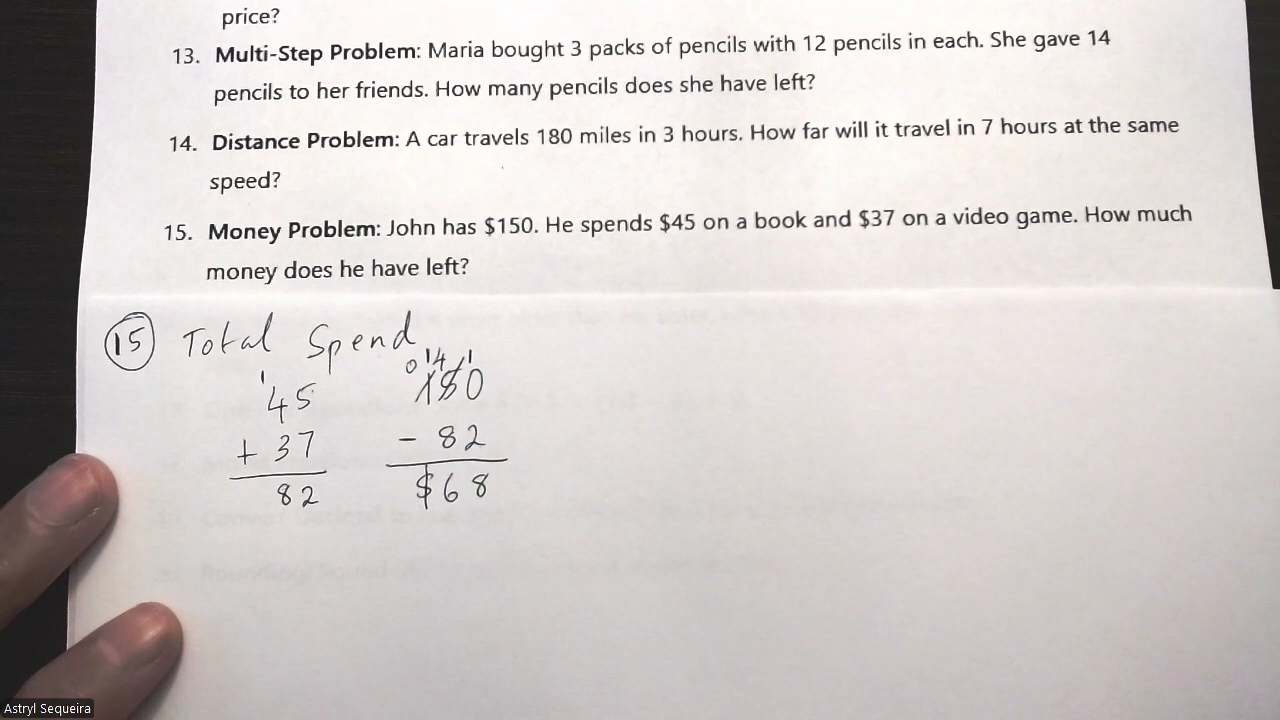 price?
13. Multi-Step Problem: Maria bought 3 packs of pencils with 12 pencils in each. She gave 14
pencils to her friends. How many pencils does she have left?
14. Distance Problem: A car travels 180 miles in 3 hours. How far will it travel in 7 hours at the same
speed?
15. Money Problem: John has $150. He spends $45 on a book and $37 on a video game. How much
money does he have left?
15 Total Spend
1
45
+ 37
82
0 14 1
150
- 82
$68
Astryl Sequeira